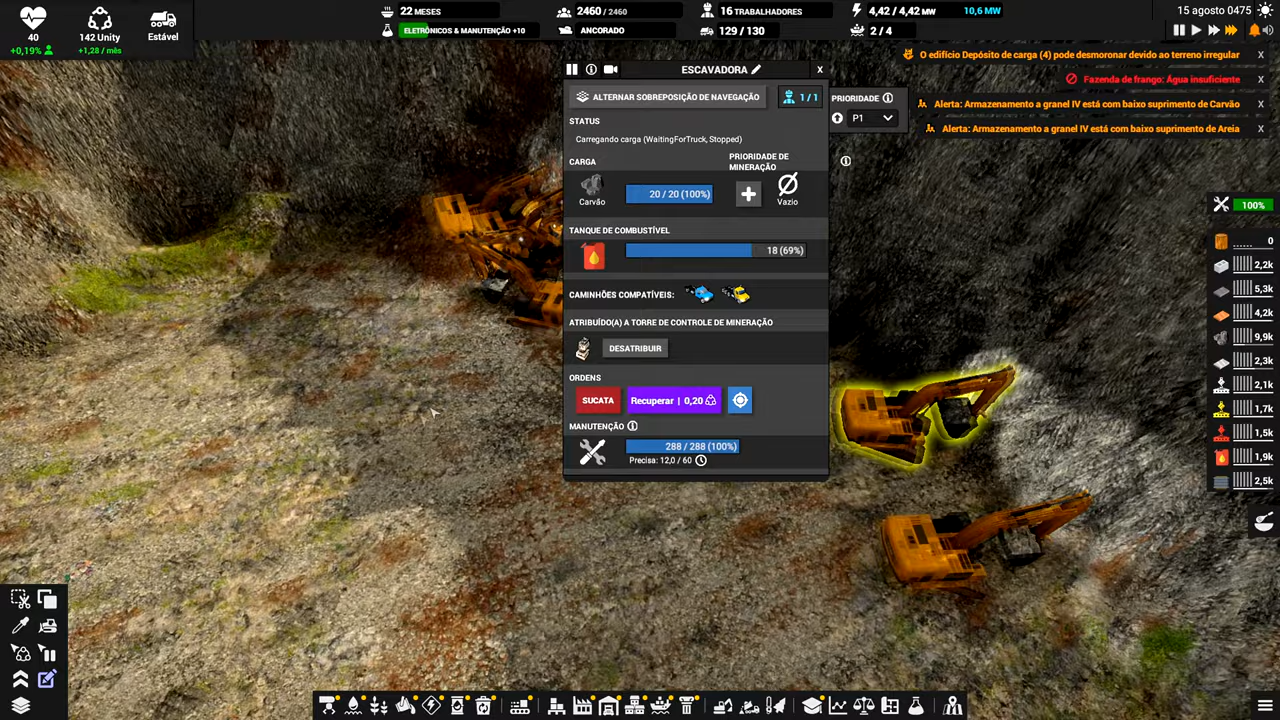 22 MESES
2460 / 2460
16 TRABALHADORES
4,42 / 4,42 MW
10,6 MW
15 agosto 0475
40
142 Unity
Estável
ELETRÔNICOS & MANUTENÇÃO +10
ANCORADO
129 / 130
2 / 4
+0,19%
+1,28 / mês
O edifício Depósito de carga (4) pode desmoronar devido ao terreno irregular
X
Fazenda de frango: Água insuficiente
X
Alerta: Armazenamento a granel IV está com baixo suprimento de Carvão
X
Alerta: Armazenamento a granel IV está com baixo suprimento de Areia
X
ESCAVADORA
X
ALTERNAR SOBREPOSIÇÃO DE NAVEGAÇÃO
1 / 1
PRIORIDADE
P1
STATUS
Carregando carga (WaitingForTruck, Stopped)
CARGA
PRIORIDADE DE
MINERAÇÃO
Carvão
20 / 20 (100%)
Vazio
TANQUE DE COMBUSTÍVEL
18 (69%)
CAMINHÕES COMPATÍVEIS:
ATRIBUÍDO(A) A TORRE DE CONTROLE DE MINERAÇÃO
DESATRIBUIR
ORDENS
SUCATA
Recuperar | 0,20
MANUTENÇÃO
288 / 288 (100%)
Precisa: 12,0 / 60
100%
0
2,2k
5,3k
4,2k
9,9k
2,3k
2,1k
1,7k
1,5k
1,9k
2,5k